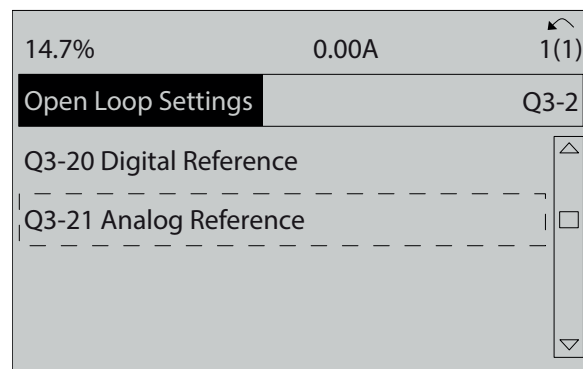 14.7% 0.00A 1(1)
Open Loop Settings Q3-2
Q3-20 Digital Reference
Q3-21 Analog Reference